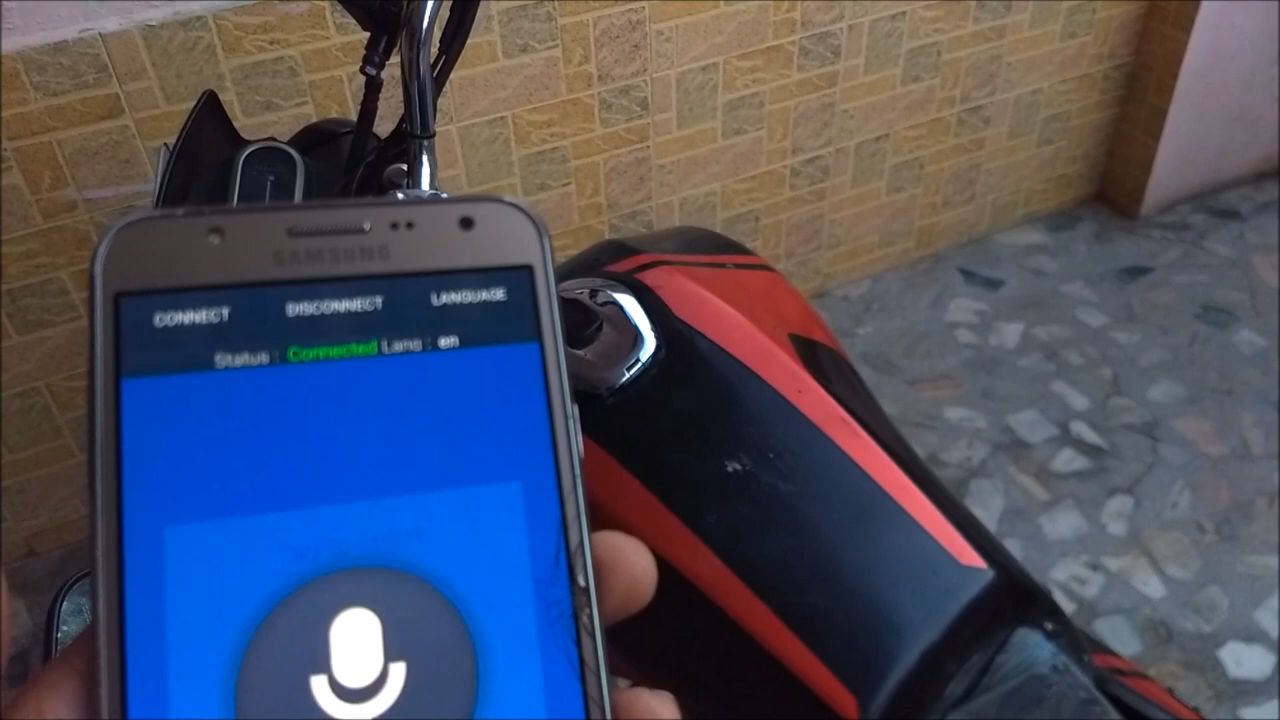 SAMSUNG
CONNECT DISCONNECT LANGUAGE
Status : Connected Lang : en